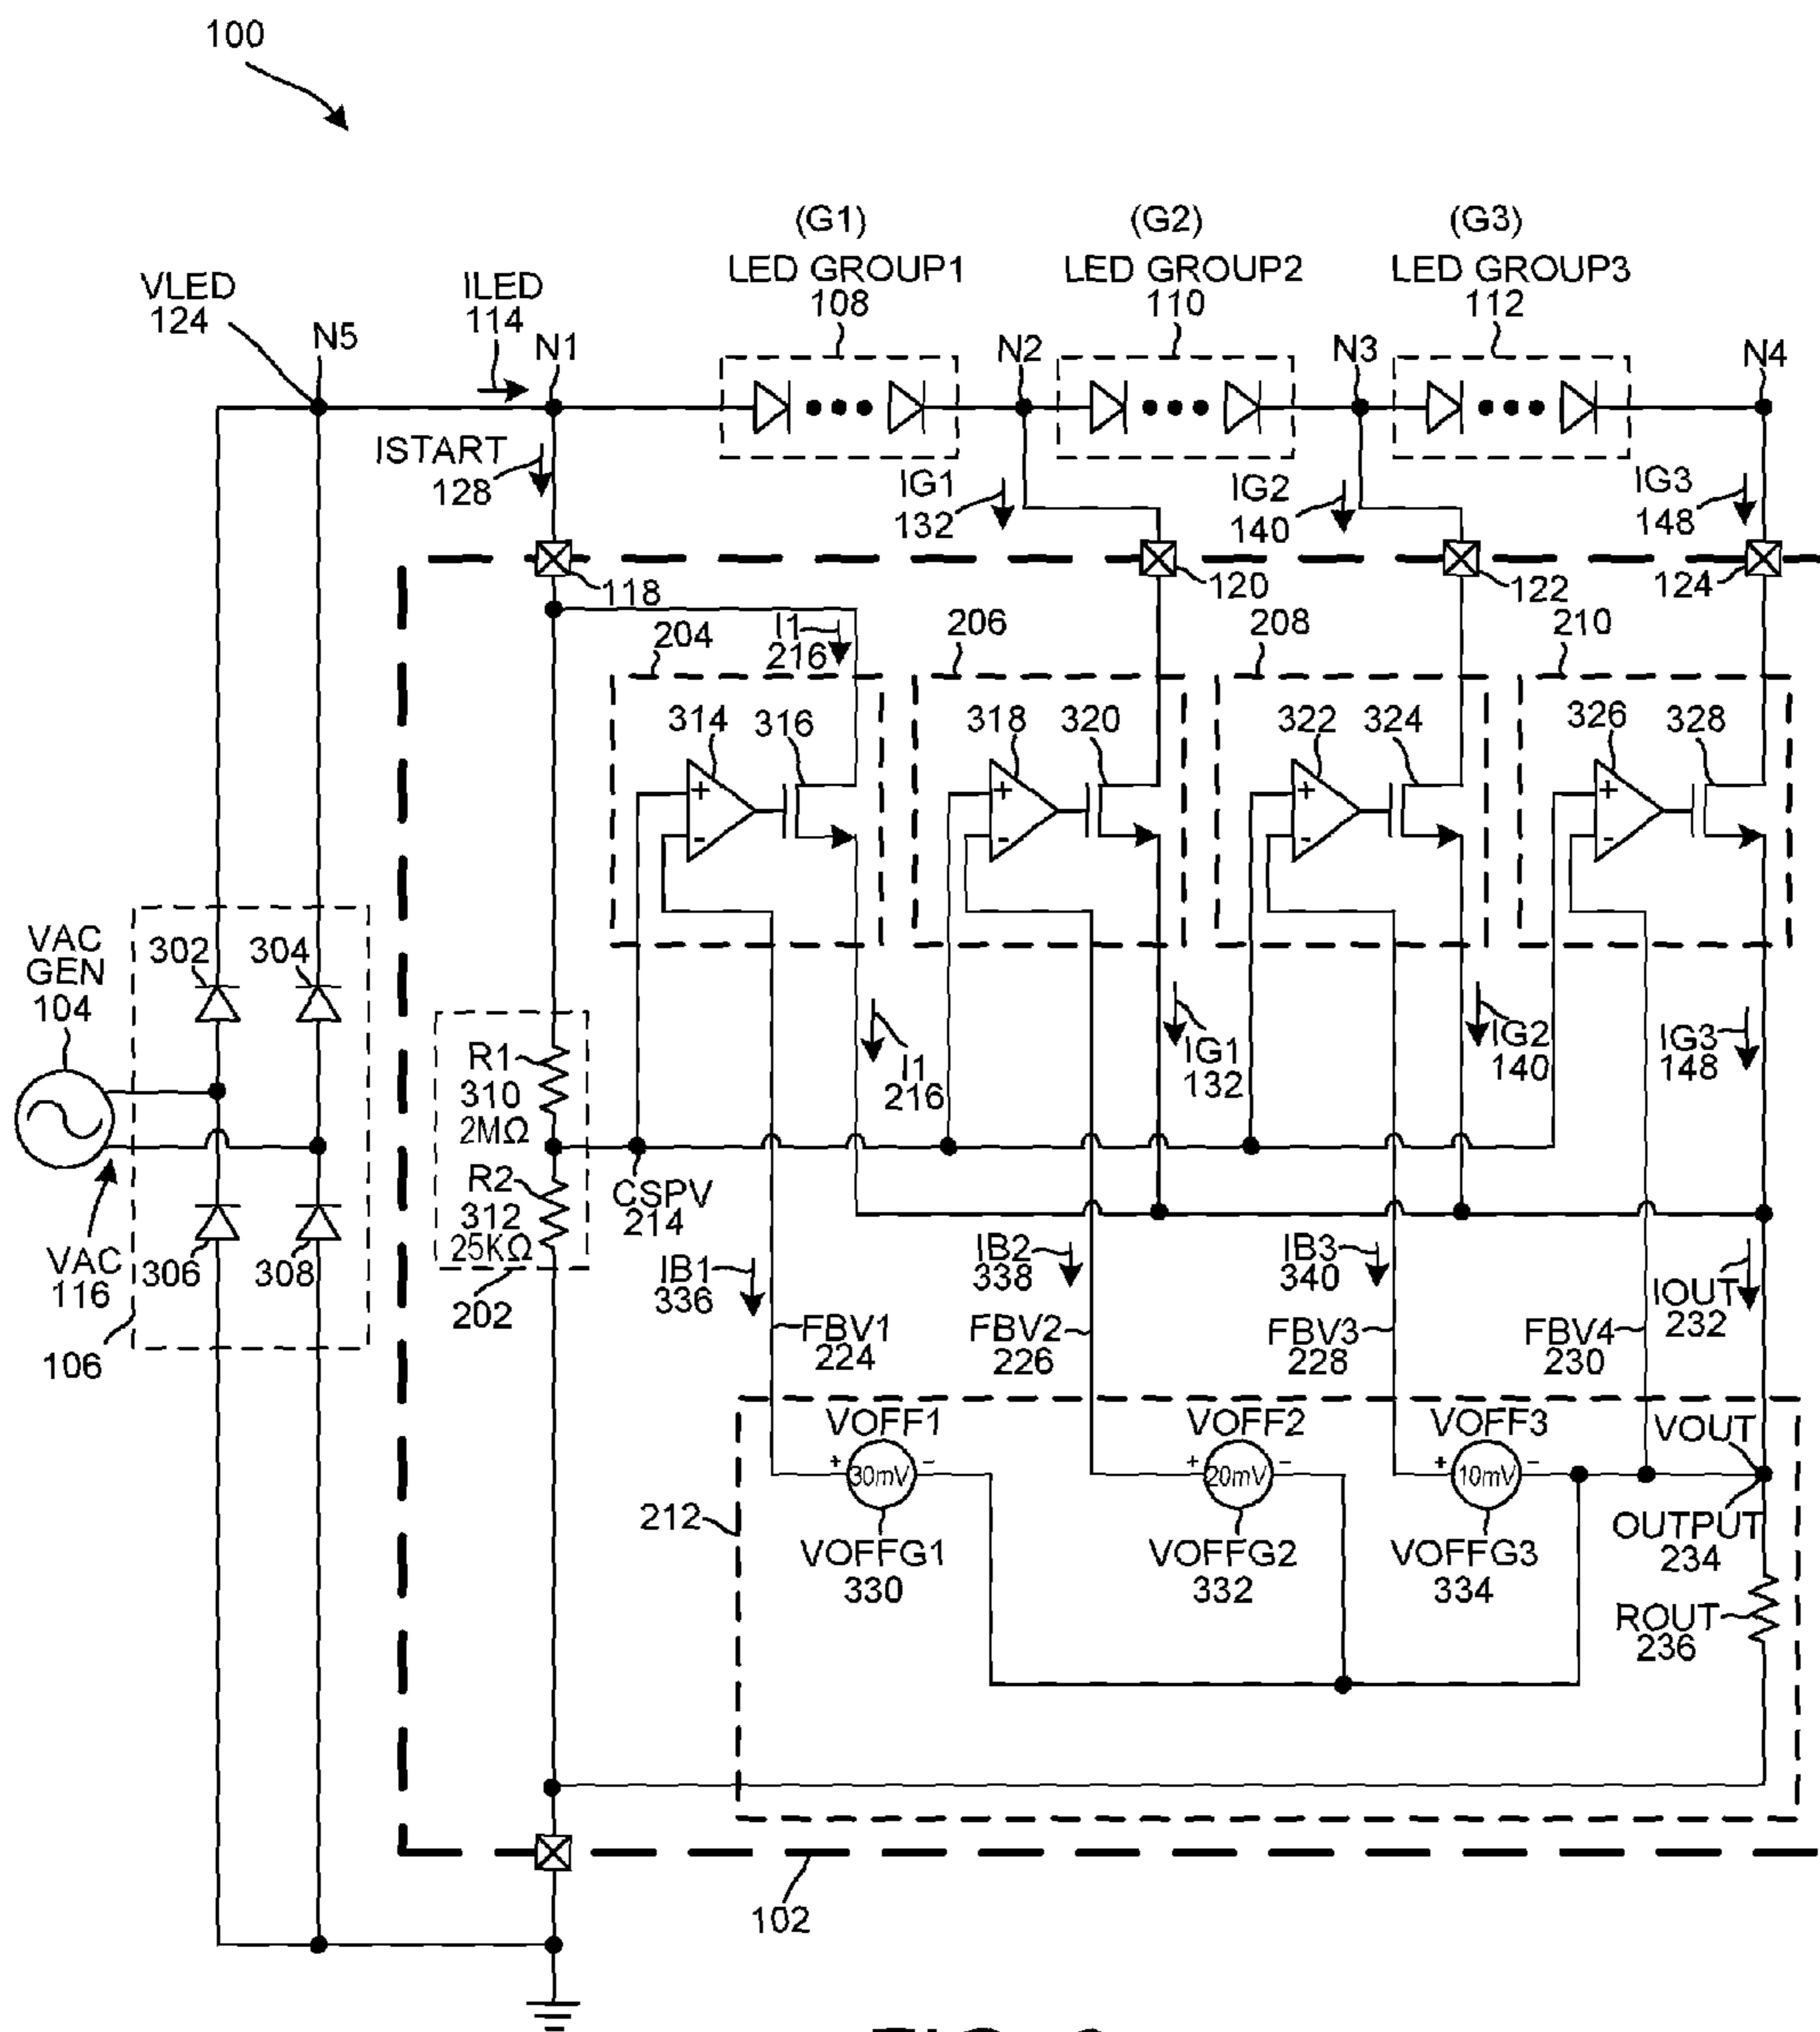 100
(G1)
(G2)
(G3)
LED GROUP1
LED GROUP2
LED GROUP3
108
110
112
VLED
124
N5
ILED
114
N1
N2
N3
N4
ISTART
128
IG1
132
IG2
140
IG3
148
118
120
122
124
204
I1
216
206
208
210
314
316
318
320
322
324
326
328
+
-
+
-
+
-
+
-
VAC
GEN
104
302
304
R1
310
2MΩ
I1
216
IG1
132
IG2
140
IG3
148
R2
312
25KΩ
CSPV
214
VAC
116
306
308
202
106
IB1
336
IB2
338
IB3
340
IOUT
232
FBV1
224
FBV2
226
FBV3
228
FBV4
230
VOFF1
VOFF2
VOFF3
VOUT
+ 30mV -
+ 20mV -
+ 10mV -
212
VOFFG1
330
VOFFG2
332
VOFFG3
334
OUTPUT
234
ROUT
236
102